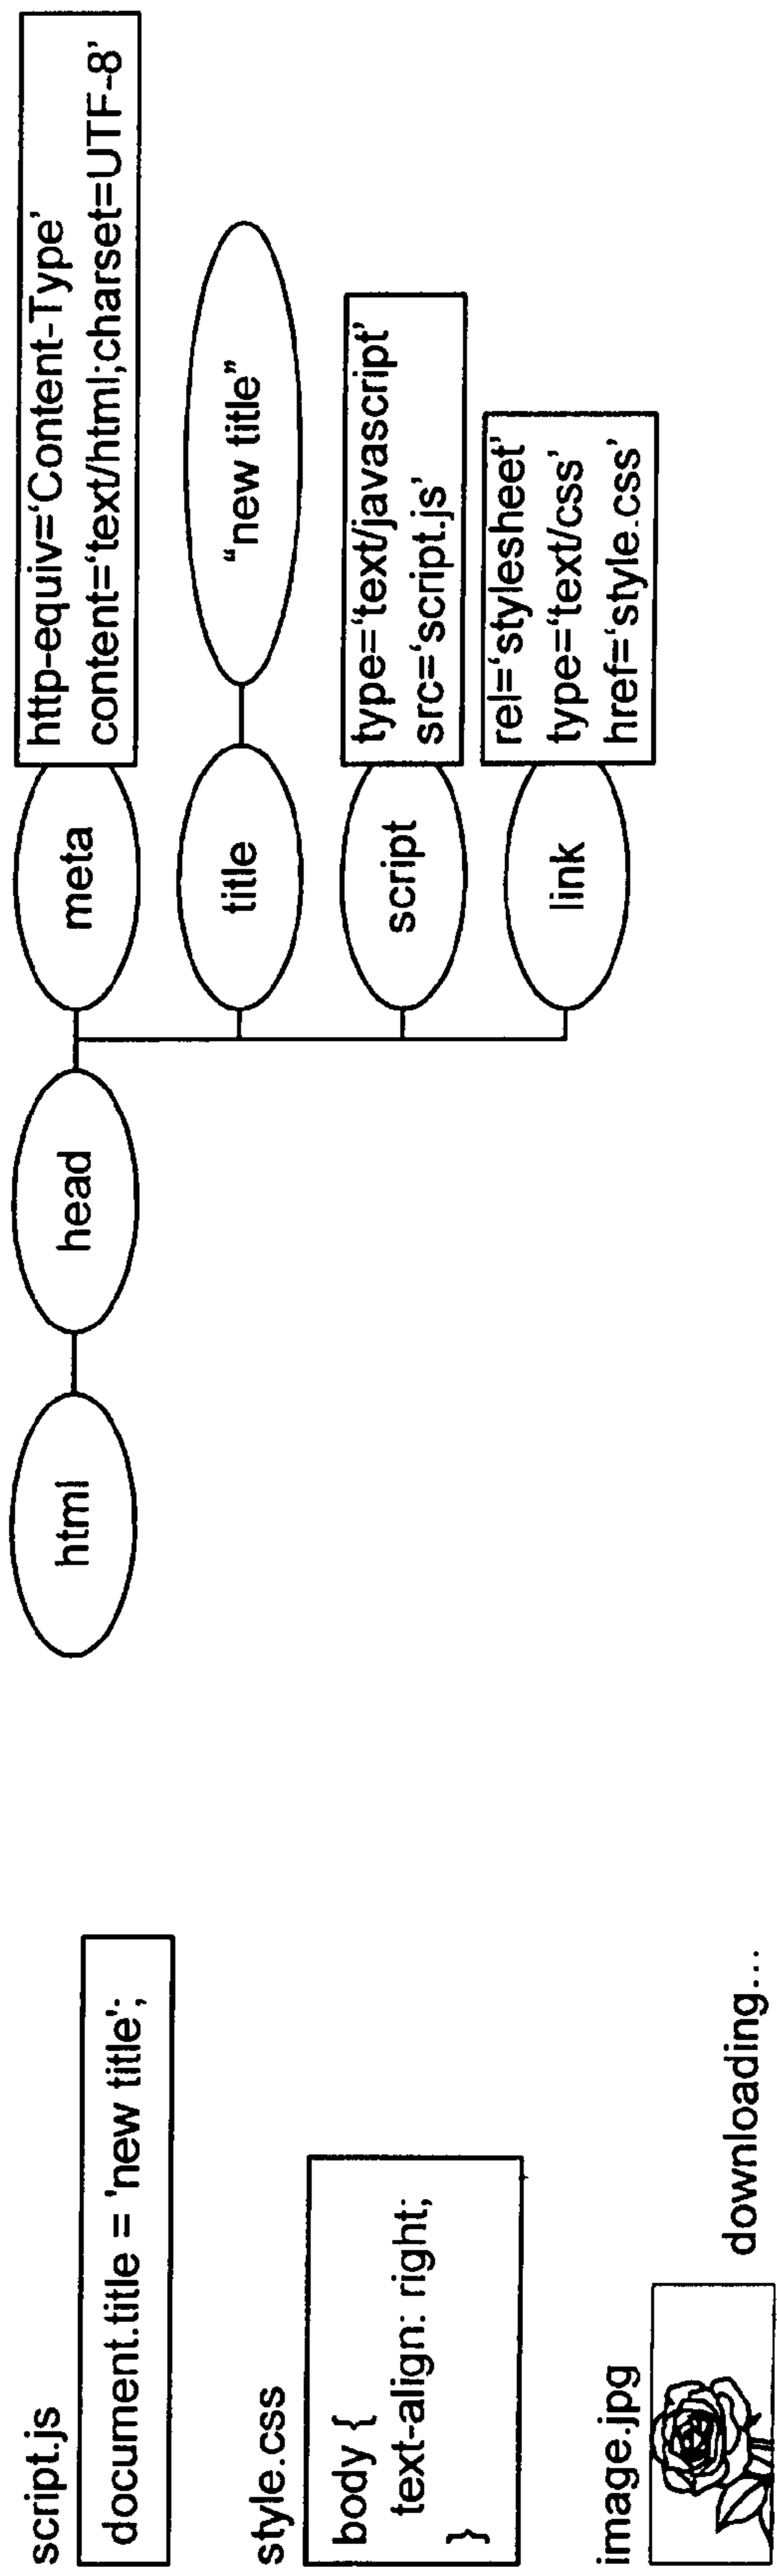 script.js
document.title = 'new title';
style.css
body {
text-align: right;
}
image.jpg
downloading...
html
head
meta
http-equiv=‘Content-Type’
content=‘text/html;charset=UTF-8’
title
“new title”
script
type=‘text/javascript’
src=‘script.js’
link
rel=‘stylesheet’
type=‘text/css’
href=‘style.css’